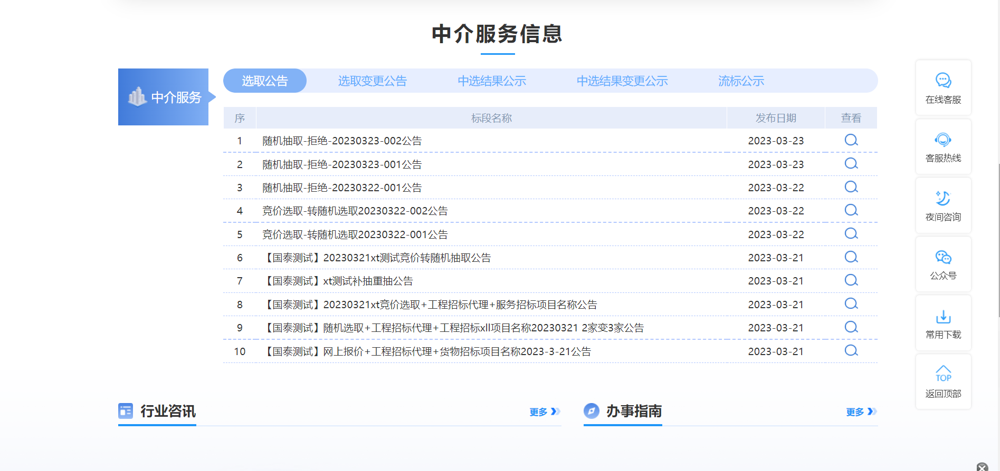 中介服务信息
中介服务
选取公告 选取变更公告 中选结果公示 中选结果变更公示 流标公示
序 标段名称 发布日期 查看
1 随机抽取-拒绝-20230323-002公告 2023-03-23
2 随机抽取-拒绝-20230323-001公告 2023-03-23
3 随机抽取-拒绝-20230322-001公告 2023-03-22
4 竞价选取-转随机选取20230322-002公告 2023-03-22
5 竞价选取-转随机选取20230322-001公告 2023-03-22
6 【国泰测试】20230321xt测试竞价转随机抽取公告 2023-03-21
7 【国泰测试】xt测试补抽重抽公告 2023-03-21
8 【国泰测试】20230321xt竞价选取+工程招标代理+服务招标项目名称公告 2023-03-21
9 【国泰测试】随机选取+工程招标代理+工程招标xll项目名称20230321 2家变3家公告 2023-03-21
10 【国泰测试】网上报价+工程招标代理+货物招标项目名称2023-3-21公告 2023-03-21
行业咨讯 更多
办事指南 更多
在线客服
客服热线
夜间咨询
公众号
常用下载
TOP
返回顶部